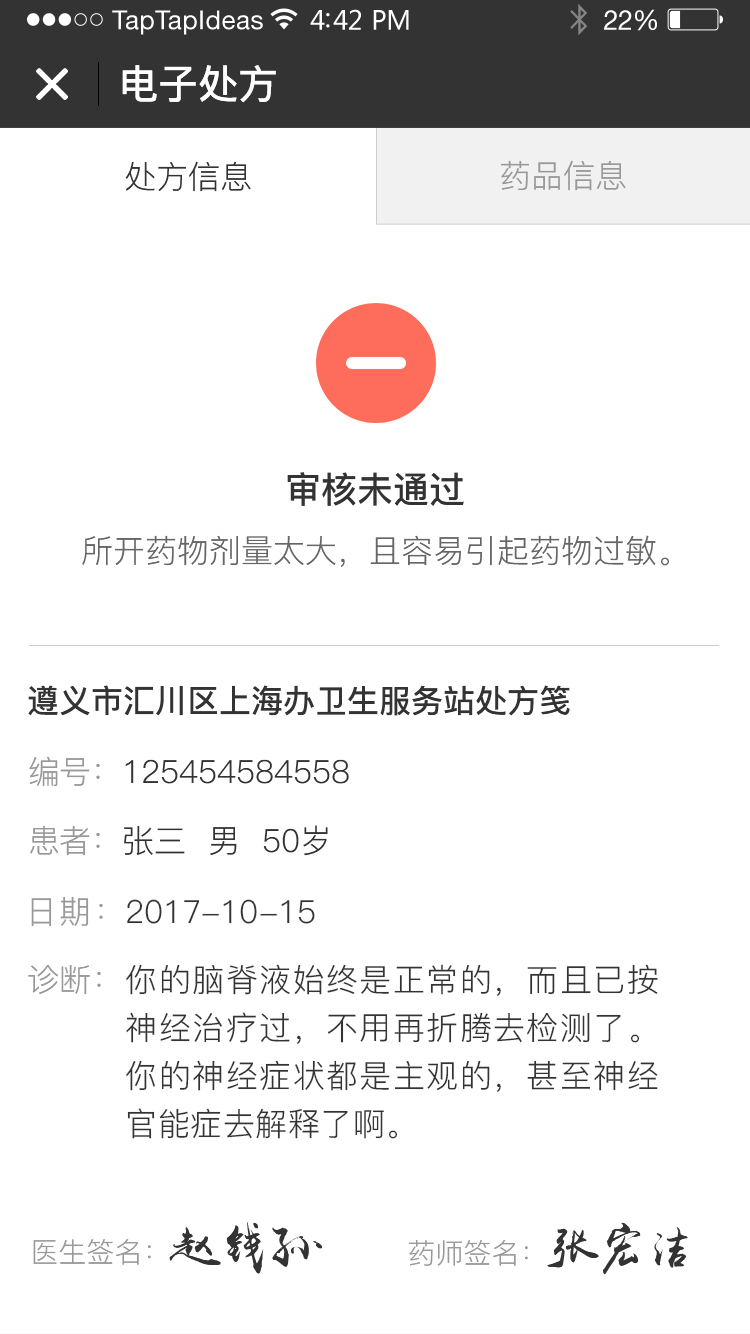 TapTapIdeas 4:42 PM 22%
电子处方
处方信息 药品信息
审核未通过
所开药物剂量太大，且容易引起药物过敏。
遵义市汇川区上海办卫生服务站处方笺
编号：125454584558
患者：张三 男 50岁
日期：2017-10-15
诊断：你的脑脊液始终是正常的，而且已按
神经治疗过，不用再折腾去检测了。
你的神经症状都是主观的，甚至神经
官能症去解释了啊。
医生签名：赵钱孙 药师签名：张宏洁